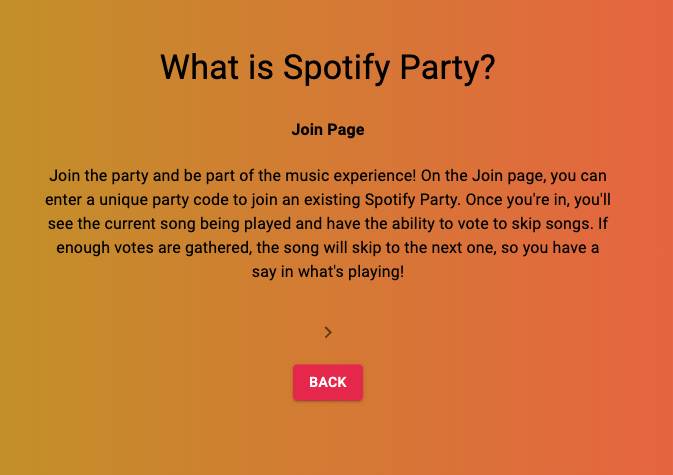 What is Spotify Party?
Join Page
Join the party and be part of the music experience! On the Join page, you can
enter a unique party code to join an existing Spotify Party. Once you're in, you'll
see the current song being played and have the ability to vote to skip songs. If
enough votes are gathered, the song will skip to the next one, so you have a
say in what's playing!
BACK